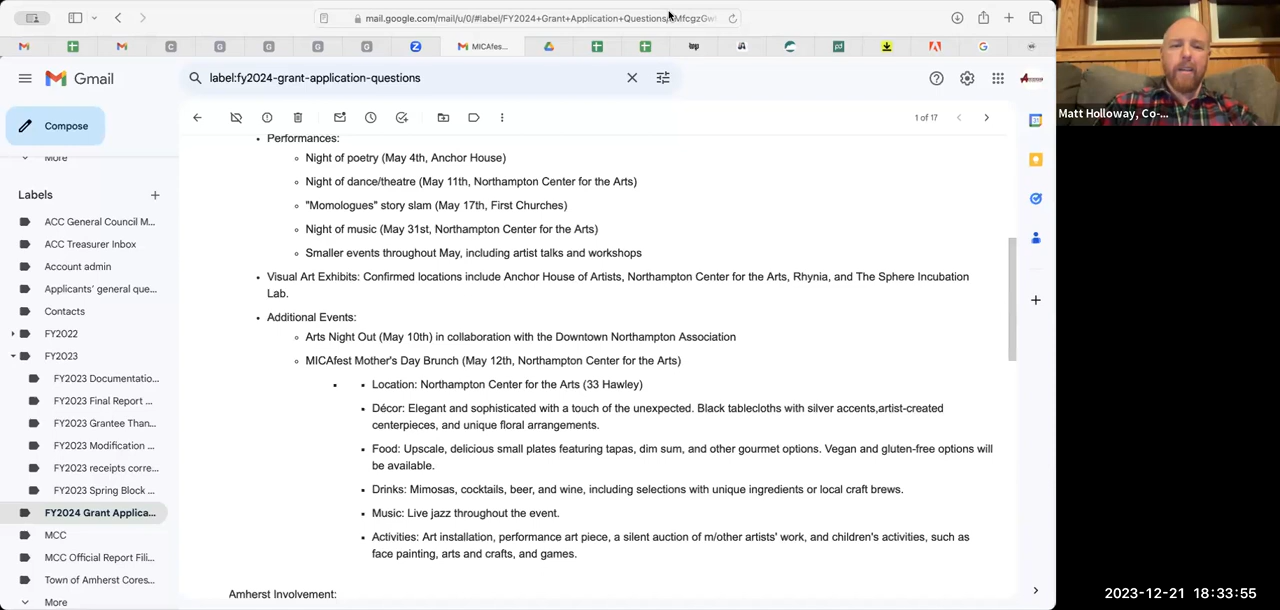 mail.google.com/mail/u/0/#label/FY2024+Grant+Application+Questions/
MICAfes...
Gmail
label:fy2024-grant-application-questions
Compose
1 of 17
More
Labels
ACC General Council M...
ACC Treasurer Inbox
Account admin
Applicants' general que...
Contacts
FY2022
FY2023
FY2023 Documentatio...
FY2023 Final Report ...
FY2023 Grantee Than...
FY2023 Modification ...
FY2023 receipts corre...
FY2023 Spring Block ...
FY2024 Grant Applica...
MCC
MCC Official Report Fili...
Town of Amherst Cores...
More
Performances:
Night of poetry (May 4th, Anchor House)
Night of dance/theatre (May 11th, Northampton Center for the Arts)
"Momologues" story slam (May 17th, First Churches)
Night of music (May 31st, Northampton Center for the Arts)
Smaller events throughout May, including artist talks and workshops
Visual Art Exhibits: Confirmed locations include Anchor House of Artists, Northampton Center for the Arts, Rhynia, and The Sphere Incubation
Lab.
Additional Events:
Arts Night Out (May 10th) in collaboration with the Downtown Northampton Association
MICAfest Mother's Day Brunch (May 12th, Northampton Center for the Arts)
Location: Northampton Center for the Arts (33 Hawley)
Décor: Elegant and sophisticated with a touch of the unexpected. Black tablecloths with silver accents,artist-created
centerpieces, and unique floral arrangements.
Food: Upscale, delicious small plates featuring tapas, dim sum, and other gourmet options. Vegan and gluten-free options will
be available.
Drinks: Mimosas, cocktails, beer, and wine, including selections with unique ingredients or local craft brews.
Music: Live jazz throughout the event.
Activities: Art installation, performance art piece, a silent auction of m/other artists' work, and children's activities, such as
face painting, arts and crafts, and games.
Amherst Involvement:
Matt Holloway, Co-...
2023-12-21 18:33:55